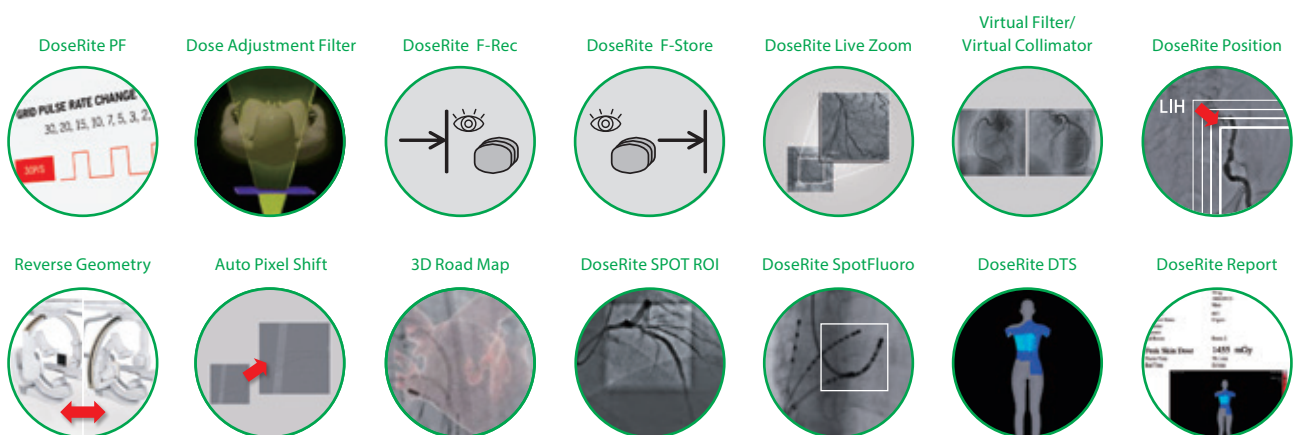 DoseRite PF
Dose Adjustment Filter
DoseRite F-Rec
DoseRite F-Store
DoseRite Live Zoom
Virtual Filter/
Virtual Collimator
DoseRite Position
GRID PULSE RATE CHANGE
30, 20, 15, 10, 7.5, 3, 2,
30P/S
LIH
Reverse Geometry
Auto Pixel Shift
3D Road Map
DoseRite SPOT ROI
DoseRite SpotFluoro
DoseRite DTS
DoseRite Report
Peak Skin Dose 1455 mGy